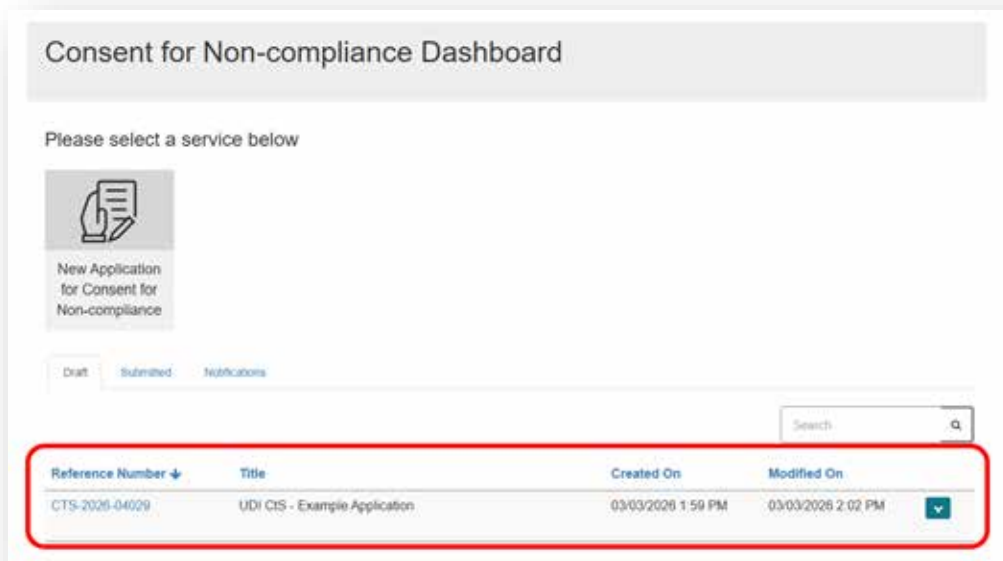 Consent for Non-compliance Dashboard
Please select a service below
New Application
for Consent for
Non-compliance
Draft Submitted Notifications
Search
Reference Number Title Created On Modified On
CTS-2026-04029 UDI CtS - Example Application 03/03/2026 1:59 PM 03/03/2026 2:02 PM